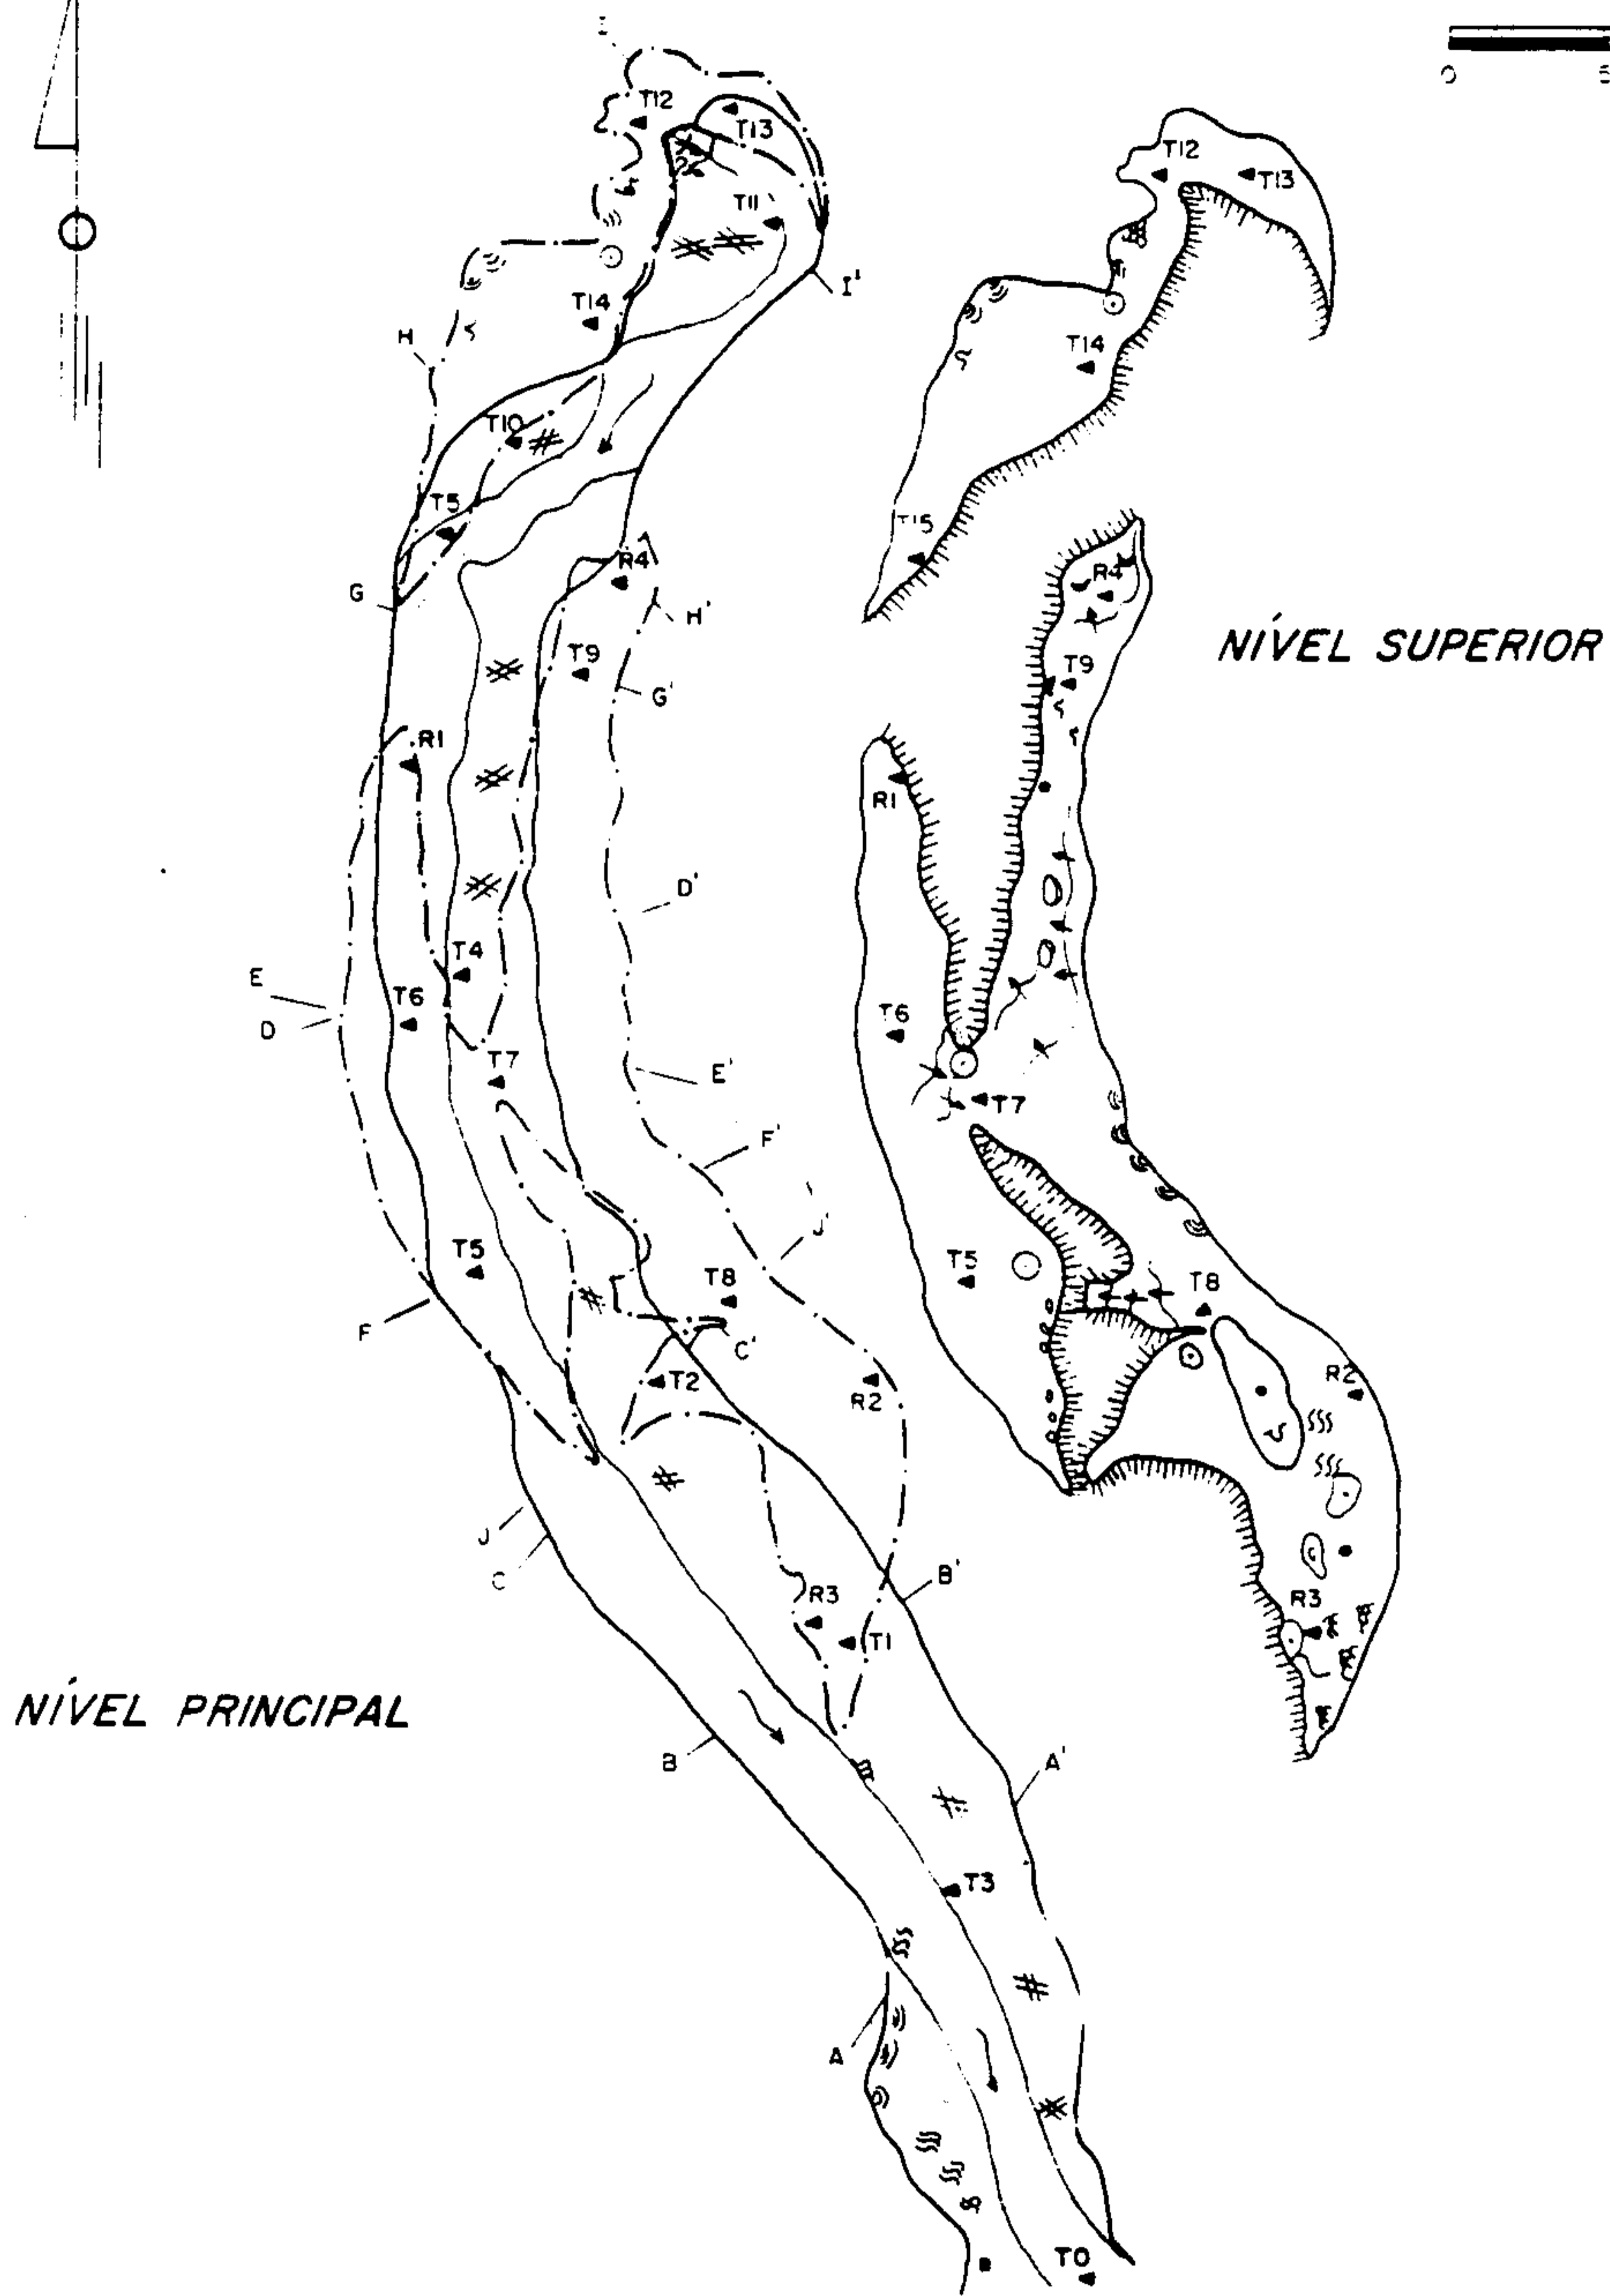 I
0 5
T12
T13
T11
I'
T14
H
T10
T5
G
R4
H'
T9
G'
R1
D'
T4
E
T6
D
T7
E'
F'
J'
T5
T8
F
C'
T2
R2
J
C
B'
R3
T1
NÍVEL PRINCIPAL
B
A'
T3
A
T0
T12
T13
T14
T15
R4
NÍVEL SUPERIOR
T9
R1
T6
T7
T5
T8
R2
R3